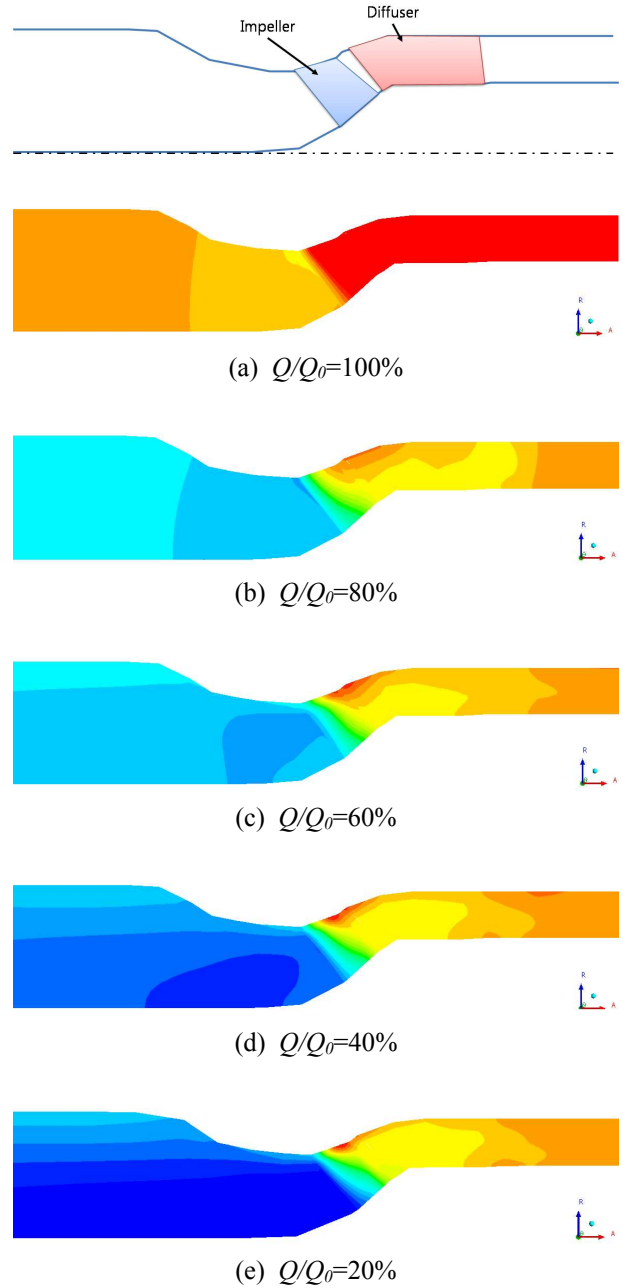 Diffuser
Impeller
R
A
(a) Q/Q₀=100%
R
A
(b) Q/Q₀=80%
R
A
(c) Q/Q₀=60%
R
A
(d) Q/Q₀=40%
R
A
(e) Q/Q₀=20%